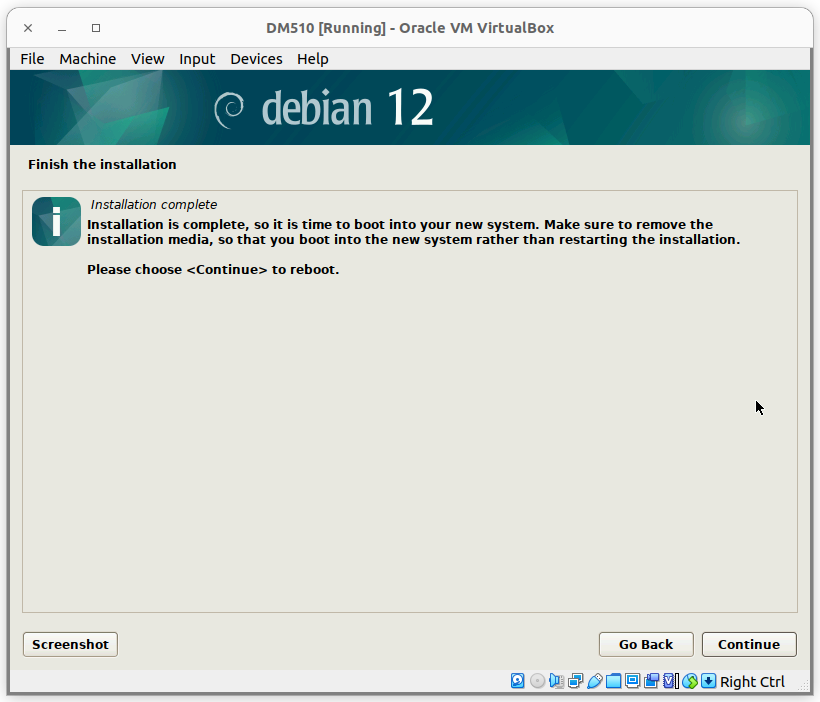 DM510 [Running] - Oracle VM VirtualBox
File Machine View Input Devices Help
debian 12
Finish the installation
Installation complete
Installation is complete, so it is time to boot into your new system. Make sure to remove the
installation media, so that you boot into the new system rather than restarting the installation.
Please choose <Continue> to reboot.
Screenshot Go Back Continue
Right Ctrl